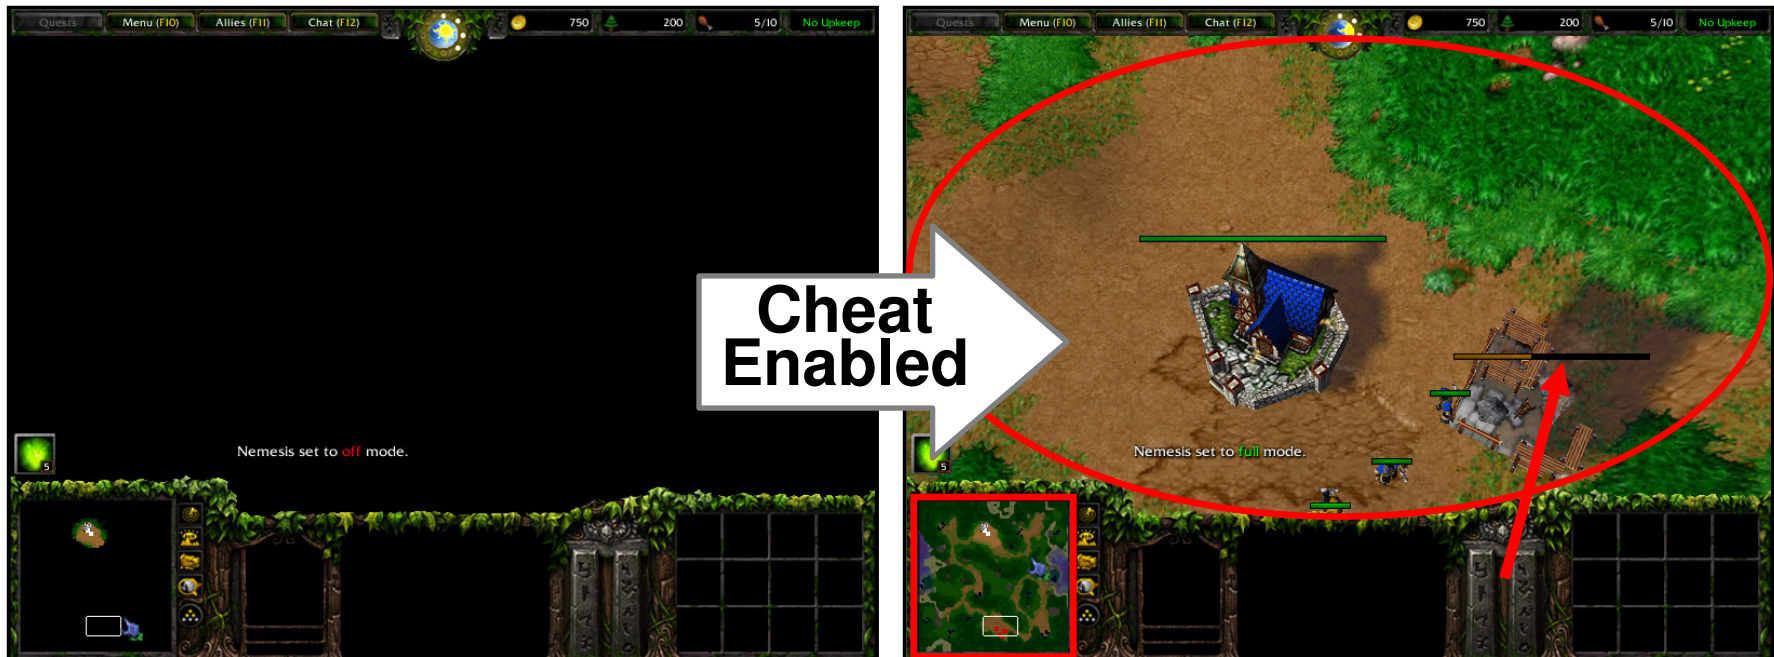 Quests Menu (F10) Allies (F11) Chat (F12) 750 200 5/10 No Upkeep
Nemesis set to off mode.
5
Cheat
Enabled
Quests Menu (F10) Allies (F11) Chat (F12) 750 200 5/10 No Upkeep
Nemesis set to full mode.
5